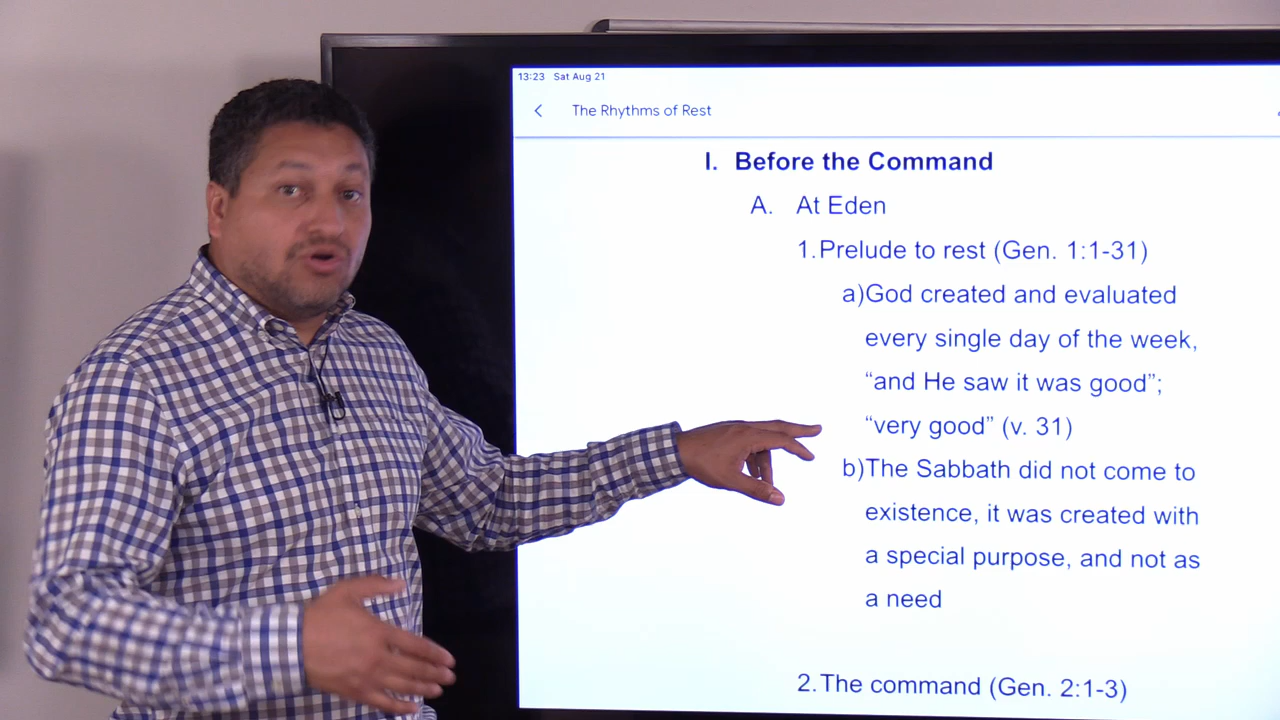 13:23 Sat Aug 21
The Rhythms of Rest
I. Before the Command
A. At Eden
1.Prelude to rest (Gen. 1:1-31)
a)God created and evaluated
every single day of the week,
“and He saw it was good”;
“very good” (v. 31)
b)The Sabbath did not come to
existence, it was created with
a special purpose, and not as
a need
2.The command (Gen. 2:1-3)